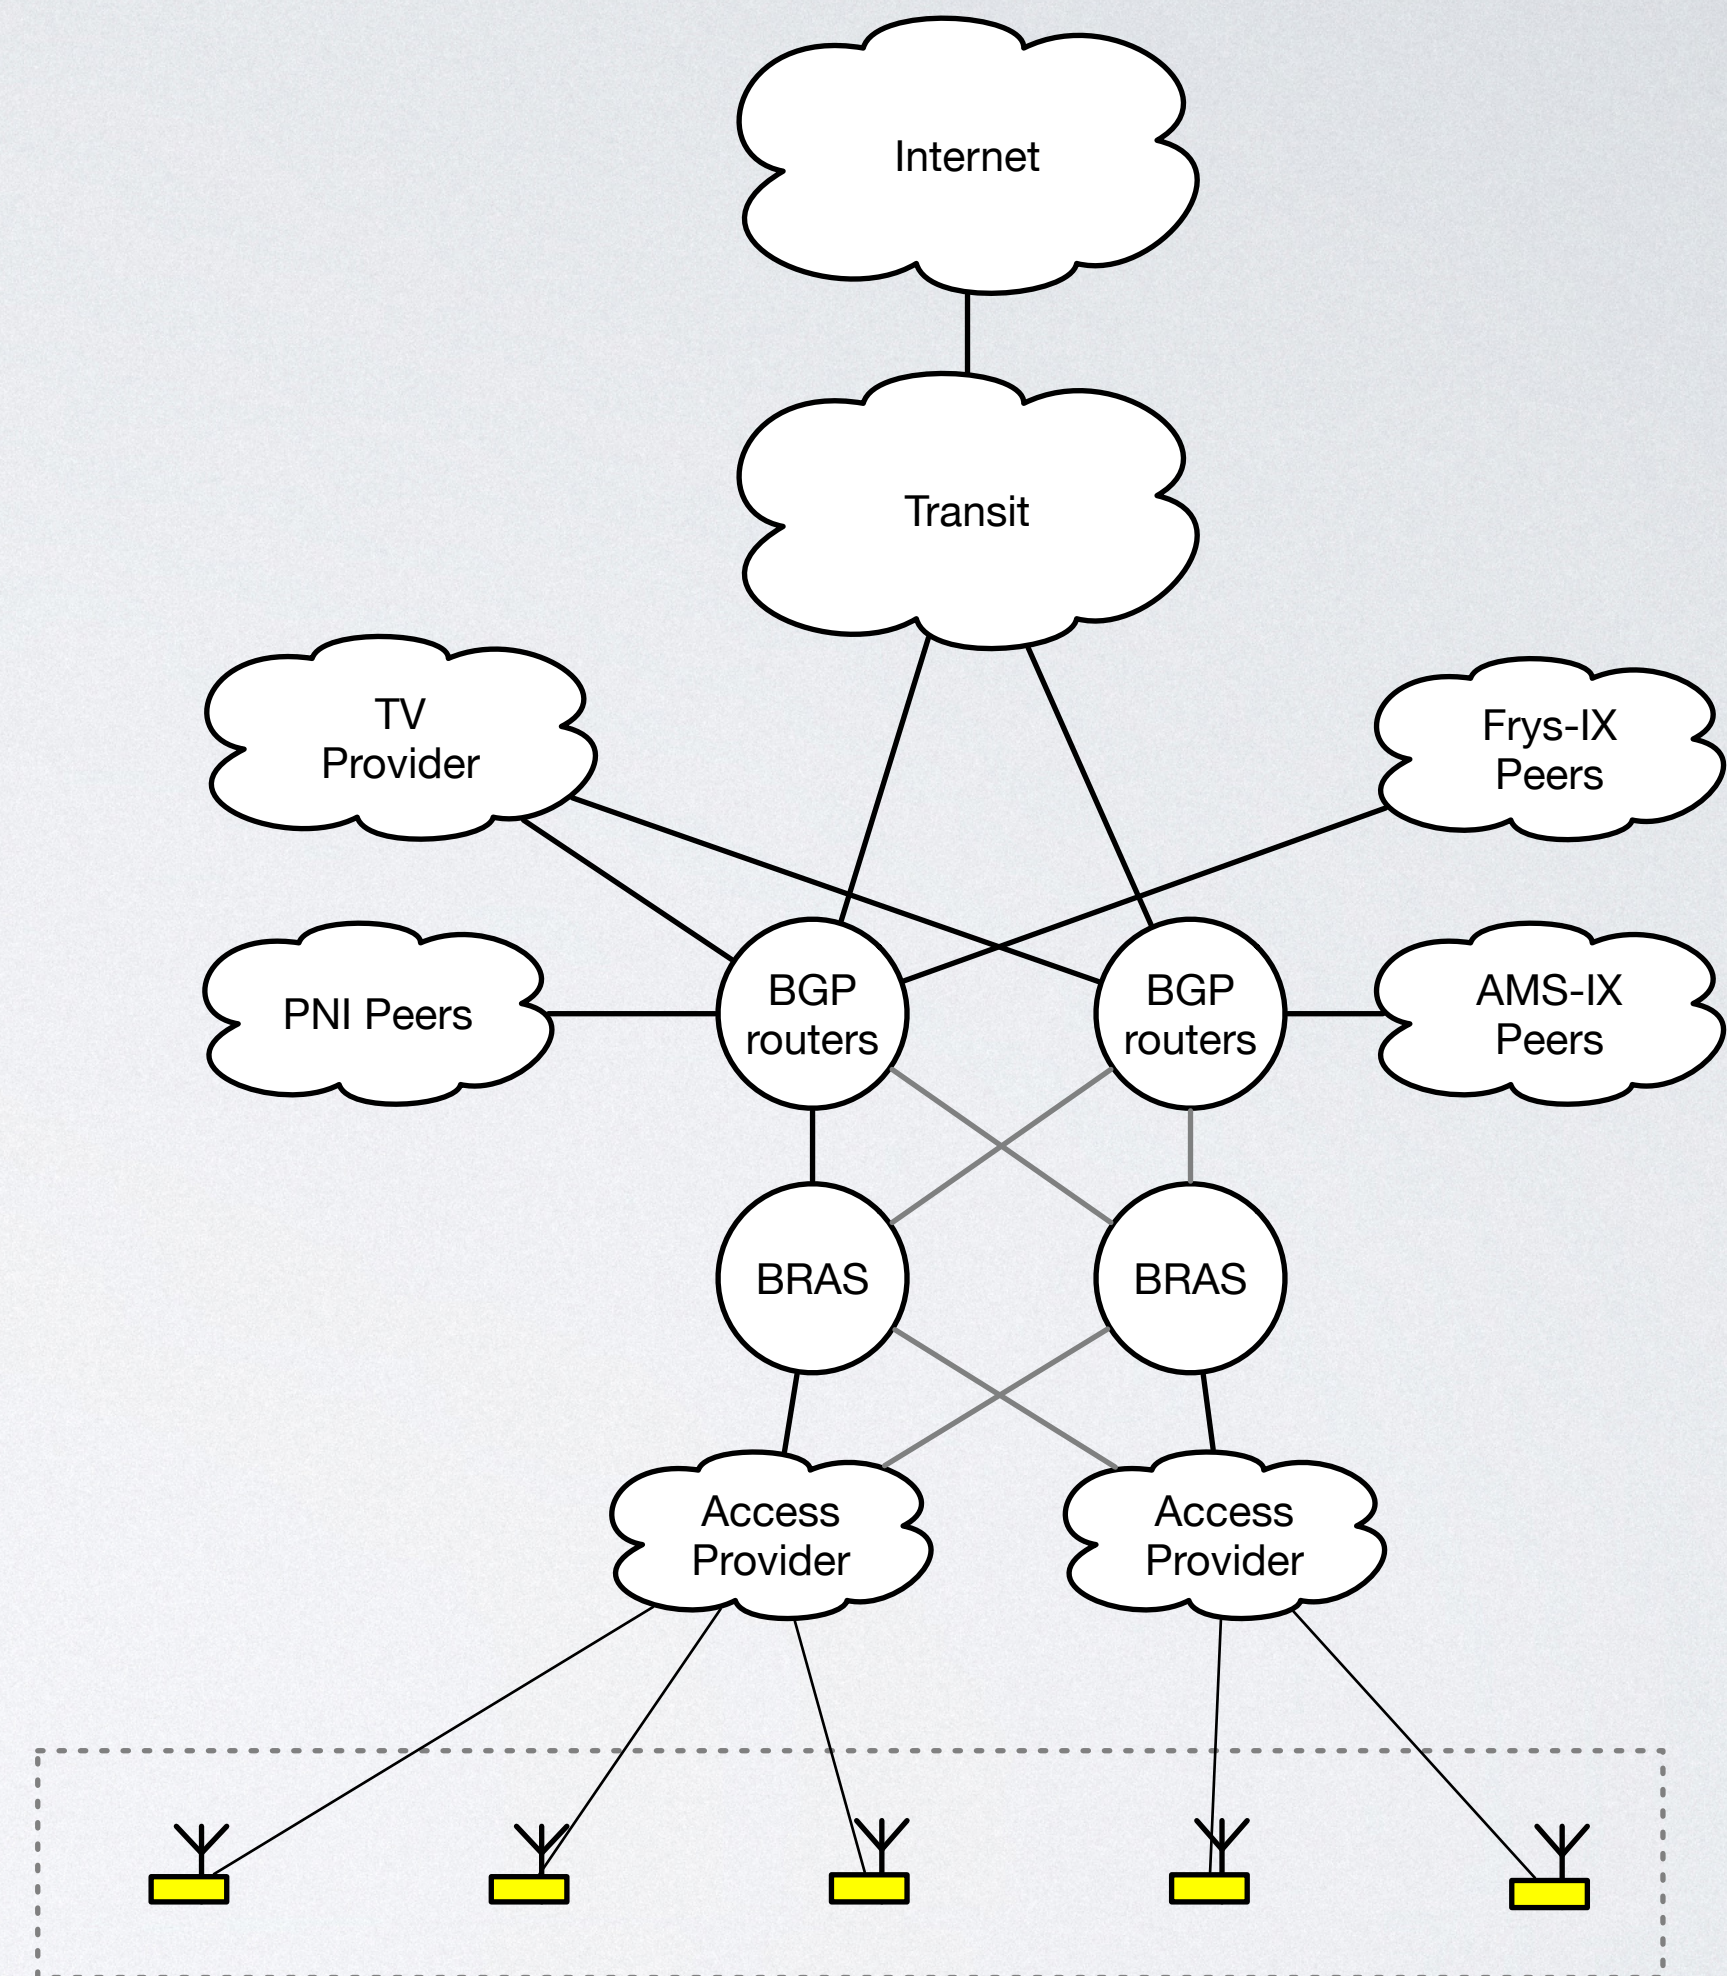 Internet
Transit
TV
Provider
Frys-IX
Peers
PNI Peers
BGP
routers
BGP
routers
AMS-IX
Peers
BRAS
BRAS
Access
Provider
Access
Provider